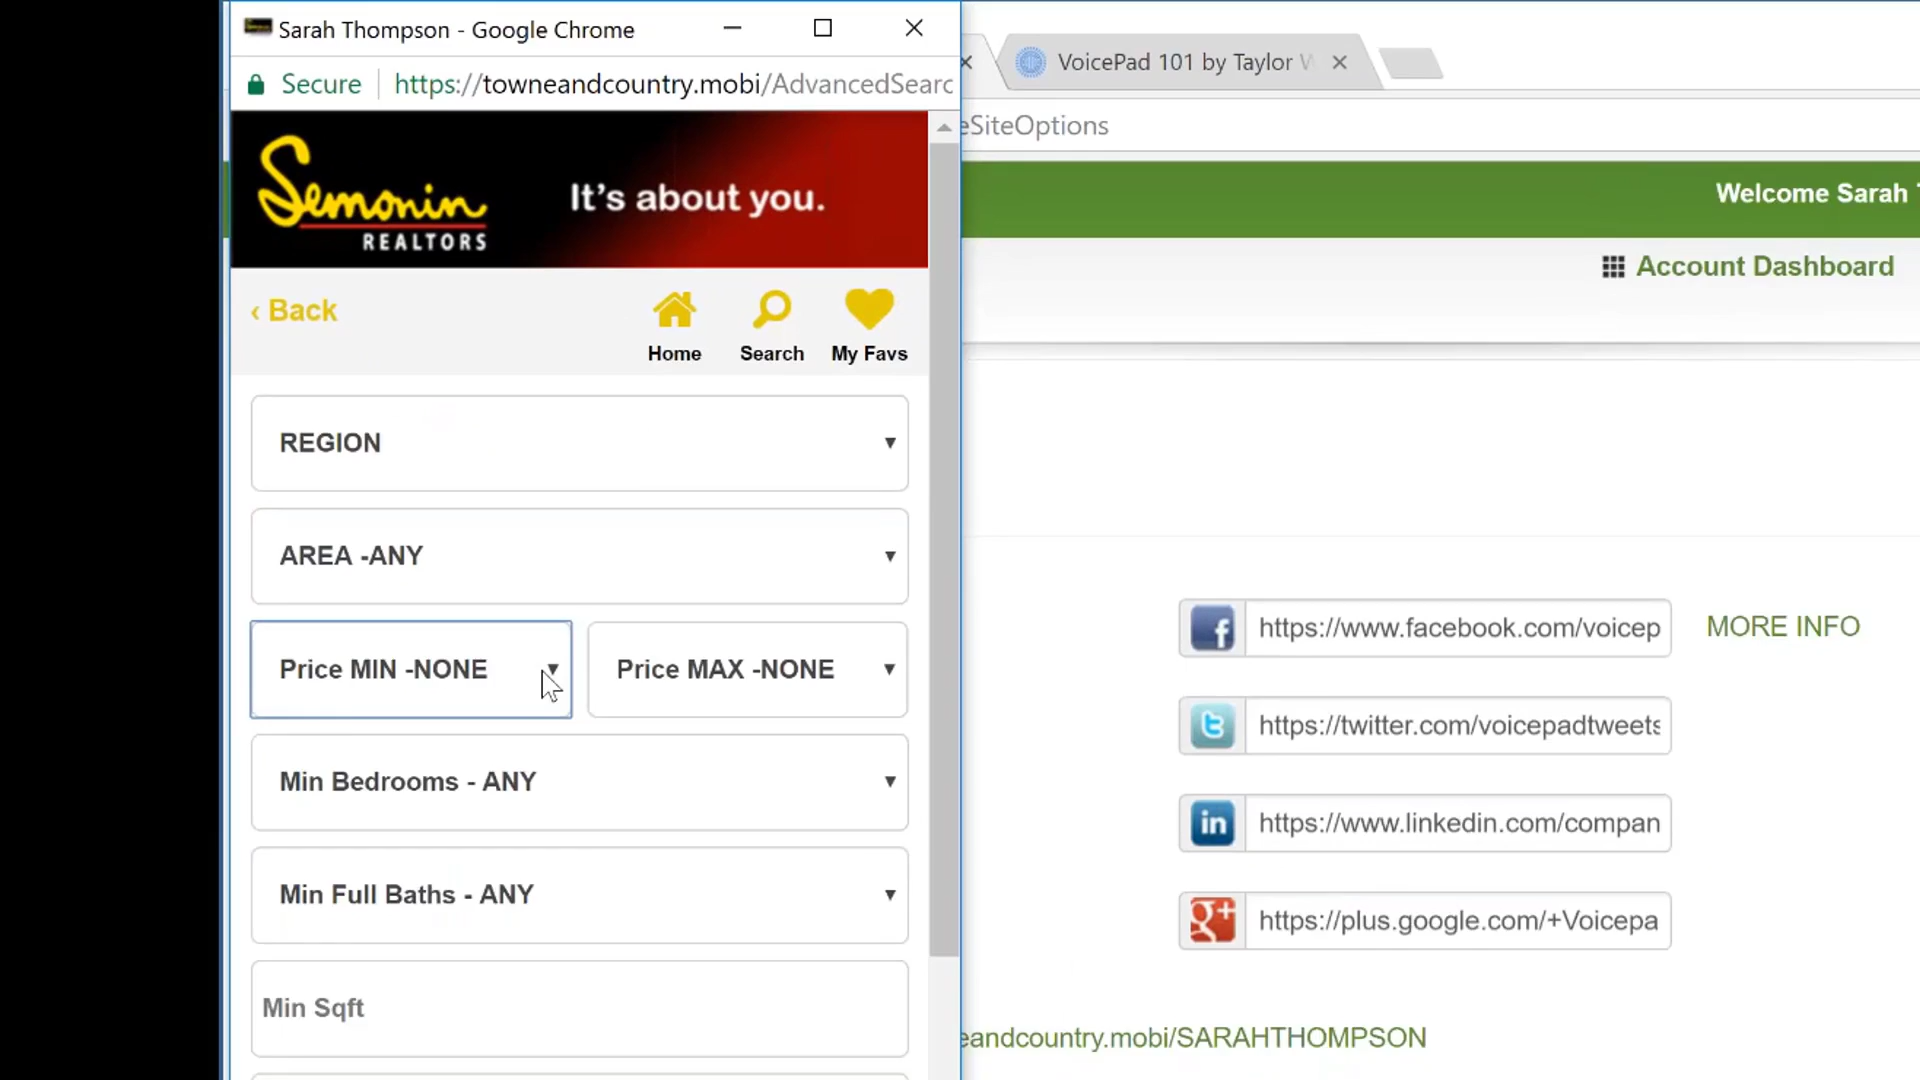 Sarah Thompson - Google Chrome
VoicePad 101 by Taylor W
Secure https://towneandcountry.mobi/AdvancedSearc
eSiteOptions
Semonin
REALTORS
It's about you.
Welcome Sarah
Account Dashboard
‹ Back
Home Search My Favs
REGION
AREA -ANY
Price MIN -NONE Price MAX -NONE
Min Bedrooms - ANY
Min Full Baths - ANY
Min Sqft
f https://www.facebook.com/voicep MORE INFO
https://twitter.com/voicepadtweets
in https://www.linkedin.com/compan
g+ https://plus.google.com/+Voicepa
eandcountry.mobi/SARAHTHOMPSON